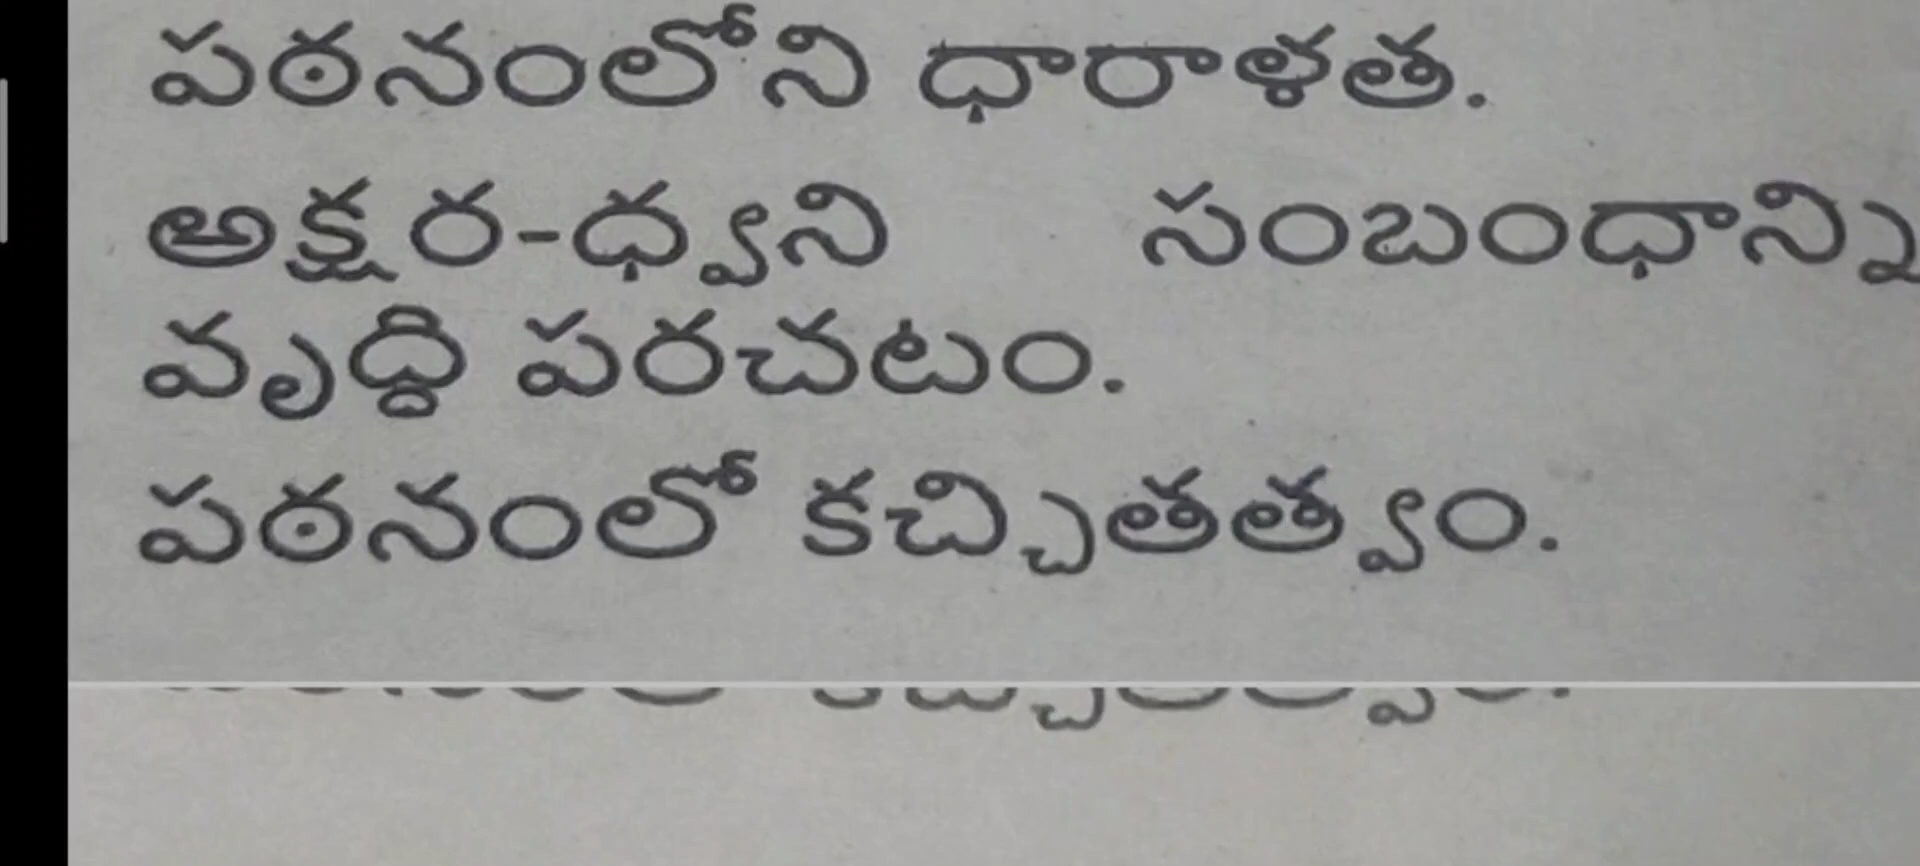 పఠనంలోని ధారాళత.
అక్షర-ధ్వని సంబంధాన్ని
వృద్ధి పరచటం.
పఠనంలో కచ్చితత్వం.